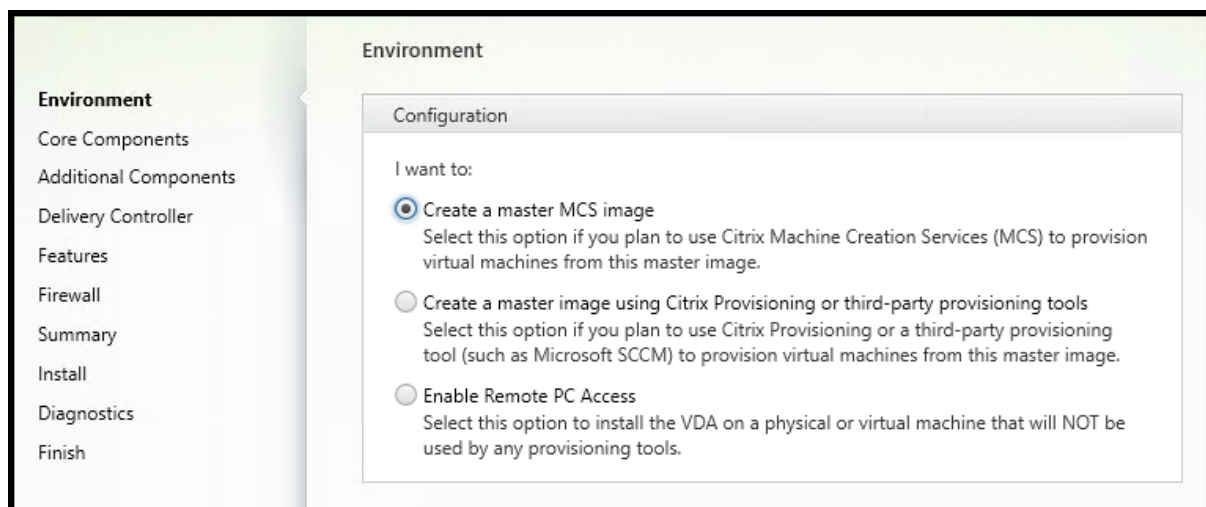 Environment
Core Components
Additional Components
Delivery Controller
Features
Firewall
Summary
Install
Diagnostics
Finish
Environment
Configuration
I want to:
Create a master MCS image
Select this option if you plan to use Citrix Machine Creation Services (MCS) to provision
virtual machines from this master image.
Create a master image using Citrix Provisioning or third-party provisioning tools
Select this option if you plan to use Citrix Provisioning or a third-party provisioning
tool (such as Microsoft SCCM) to provision virtual machines from this master image.
Enable Remote PC Access
Select this option to install the VDA on a physical or virtual machine that will NOT be
used by any provisioning tools.